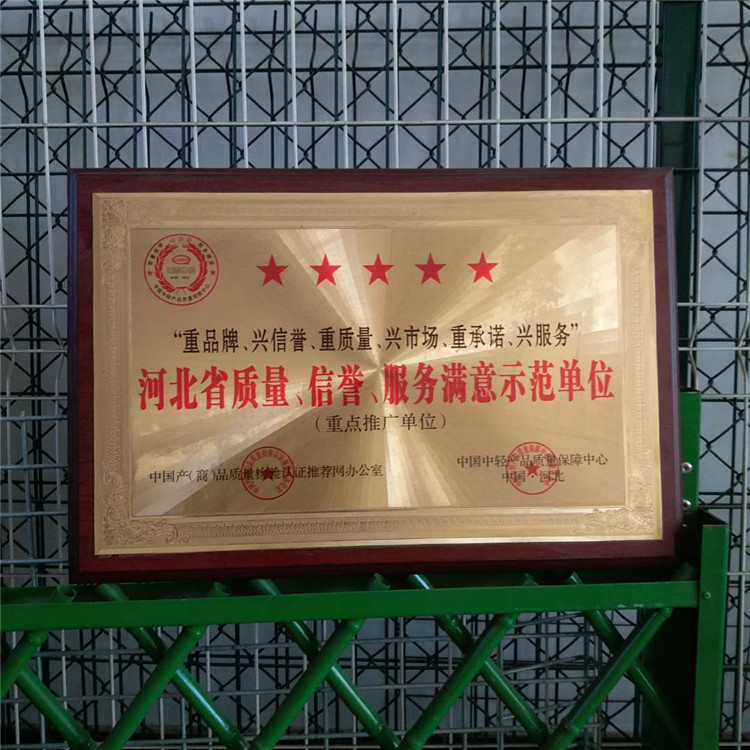 “重品牌、兴信誉、重质量、兴市场、重承诺、兴服务”
河北省质量、信誉、服务满意示范单位
（重点推广单位）
中国产（商）品质量检验认证推荐网办公室
中国中轻产品质量保障中心
中国·河北